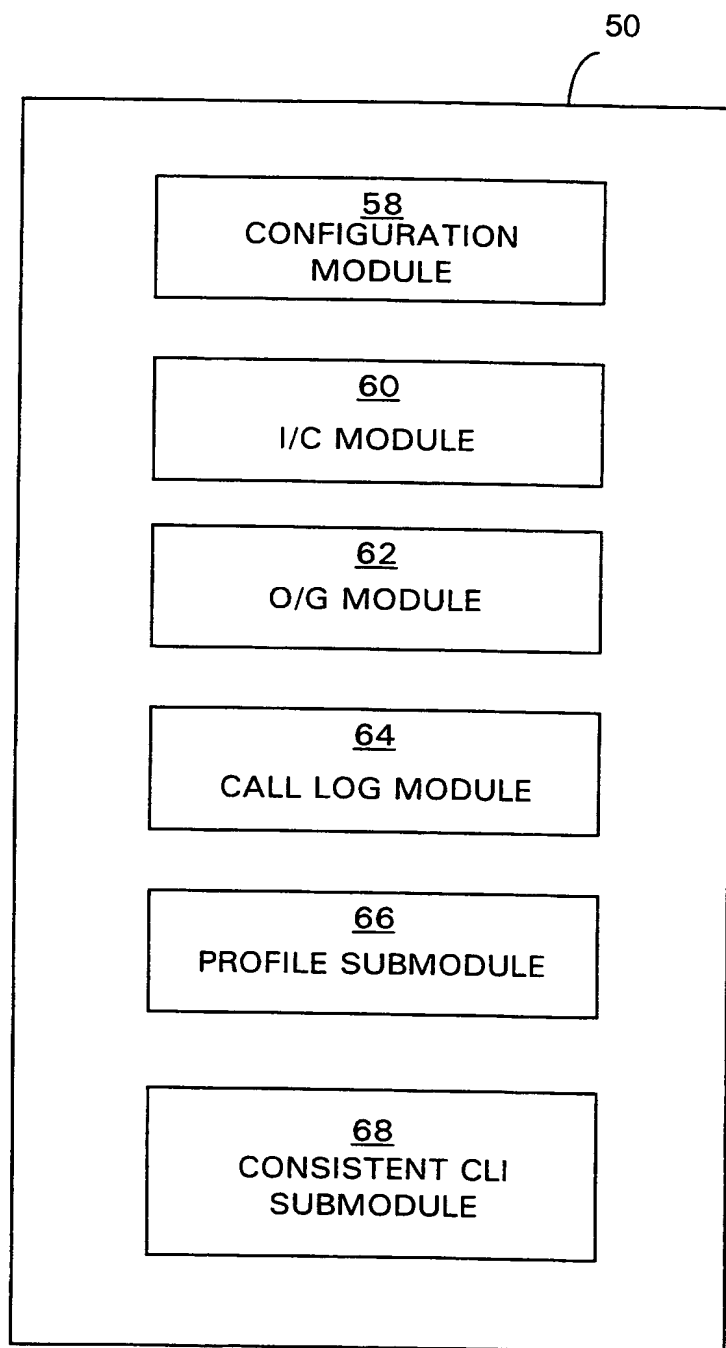 50
58
CONFIGURATION
MODULE
60
I/C MODULE
62
O/G MODULE
64
CALL LOG MODULE
66
PROFILE SUBMODULE
68
CONSISTENT CLI
SUBMODULE